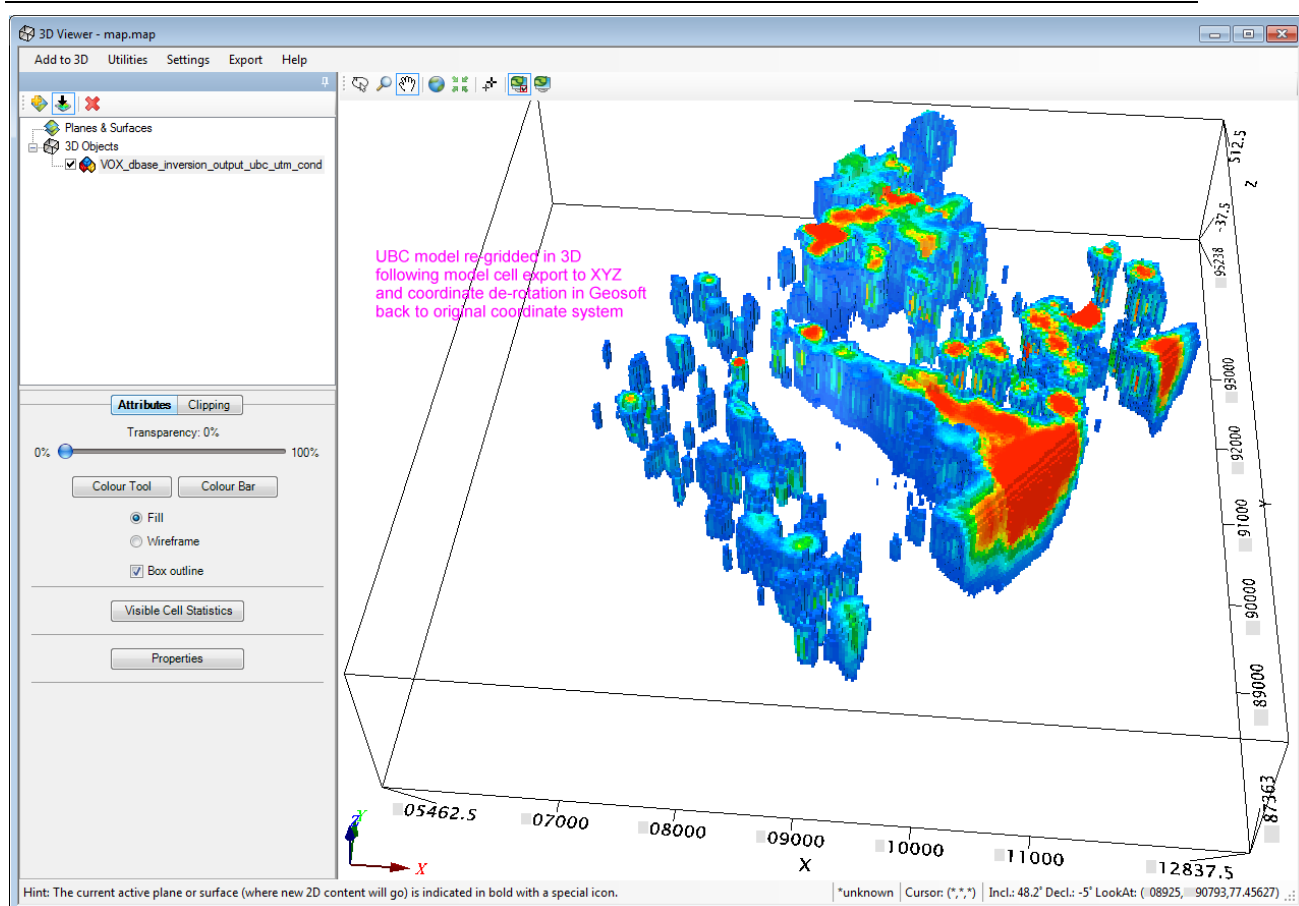 3D Viewer - map.map
Add to 3D Utilities Settings Export Help
Planes & Surfaces
3D Objects
VOX_dbase_inversion_output_ubc_utm_cond
UBC model re-gridded in 3D
following model cell export to XYZ
and coordinate de-rotation in Geosoft
back to original coordinate system
Attributes Clipping
Transparency: 0%
0% 100%
Colour Tool Colour Bar
Fill
Wireframe
Box outline
Visible Cell Statistics
Properties
512.5
Z
-37.5
95238
93000
92000
Y
91000
90000
89000
87363
05462.5
07000
08000
09000
10000
11000
12837.5
X
Z
Y
X
Hint: The current active plane or surface (where new 2D content will go) is indicated in bold with a special icon.
*unknown Cursor: (*,*,*) Incl.: 48.2° Decl.: -5° LookAt: ( 08925, 90793,77.45627)